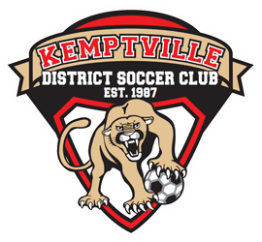 KEMPTVILLE
DISTRICT SOCCER CLUB
EST. 1987